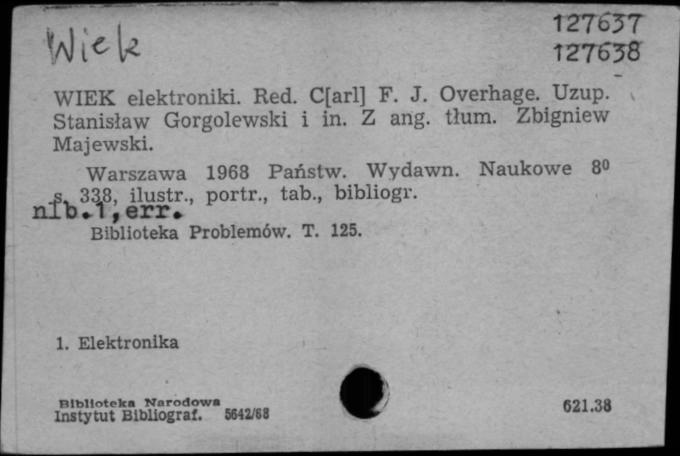 Wiek
127637
127638
WIEK elektroniki. Red. C[arl] F. J. Overhage. Uzup.
Stanisław Gorgolewski i in. Z ang. tłum. Zbigniew
Majewski.
Warszawa 1968 Państw. Wydawn. Naukowe 8⁰
s. 338, ilustr., portr., tab., bibliogr.
nlb.1,err.
Biblioteka Problemów. T. 125.
1. Elektronika
Biblioteka Narodowa
Instytut Bibliograf. 5642/68
621.38